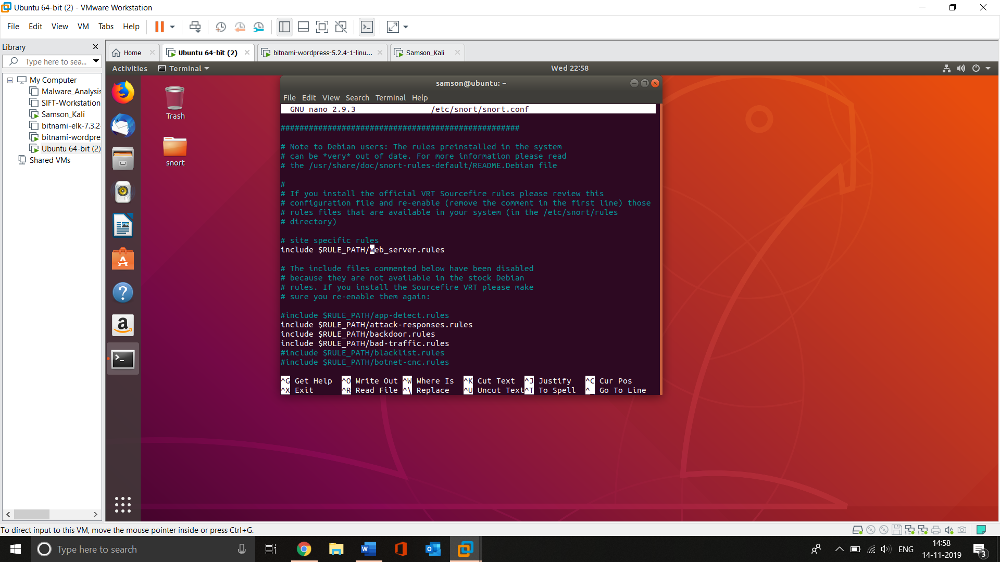 Ubuntu 64-bit (2) - VMware Workstation
File Edit View VM Tabs Help
Library
Type here to sea...
My Computer
Malware_Analysis
SIFT-Workstation
Samson_Kali
bitnami-elk-7.3.2-
bitnami-wordpre
Ubuntu 64-bit (2)
Shared VMs
Home
Ubuntu 64-bit (2)
bitnami-wordpress-5.2.4-1-linu...
Samson_Kali
Activities
Terminal
Wed 22:58
Trash
snort
samson@ubuntu: ~
File Edit View Search Terminal Help
GNU nano 2.9.3 /etc/snort/snort.conf
###################################################
# Note to Debian users: The rules preinstalled in the system
# can be *very* out of date. For more information please read
# the /usr/share/doc/snort-rules-default/README.Debian file
#
# If you install the official VRT Sourcefire rules please review this
# configuration file and re-enable (remove the comment in the first line) those
# rules files that are available in your system (in the /etc/snort/rules
# directory)
# site specific rules
include $RULE_PATH/web_server.rules
# The include files commented below have been disabled
# because they are not available in the stock Debian
# rules. If you install the Sourcefire VRT please make
# sure you re-enable them again:
#include $RULE_PATH/app-detect.rules
include $RULE_PATH/attack-responses.rules
include $RULE_PATH/backdoor.rules
include $RULE_PATH/bad-traffic.rules
#include $RULE_PATH/blacklist.rules
#include $RULE_PATH/botnet-cnc.rules
^G Get Help ^O Write Out ^W Where Is ^K Cut Text ^J Justify ^C Cur Pos
^X Exit ^R Read File ^\ Replace ^U Uncut Text ^T To Spell ^_ Go To Line
To direct input to this VM, move the mouse pointer inside or press Ctrl+G.
Type here to search
ENG
14:58
14-11-2019
3